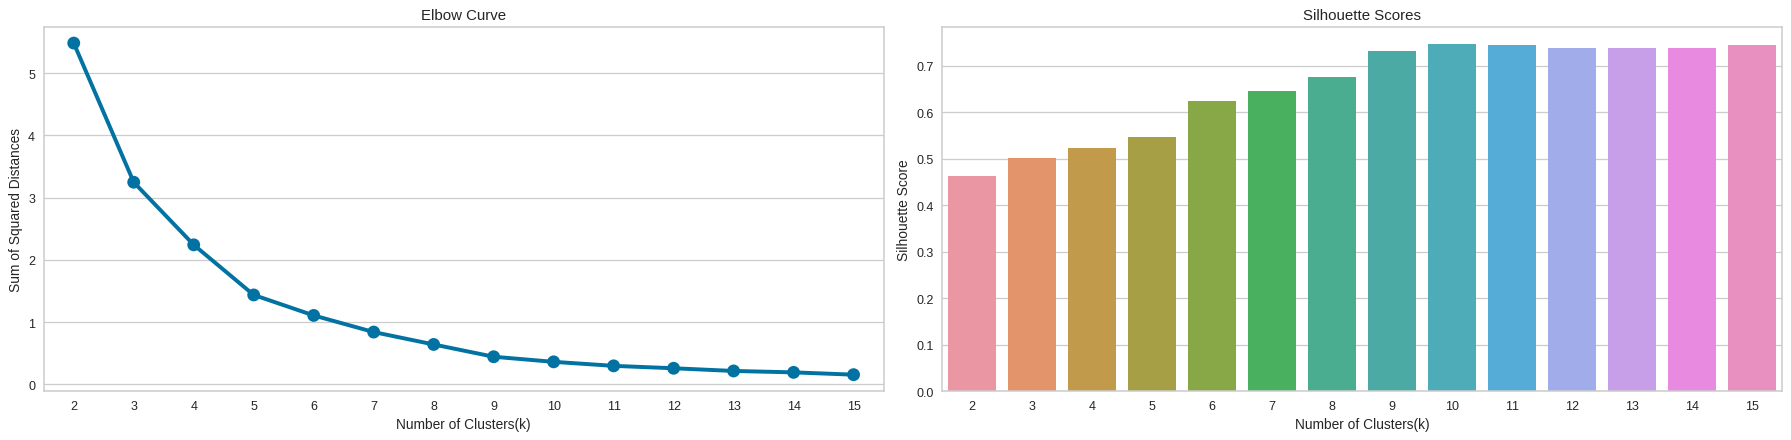 Elbow Curve
Sum of Squared Distances
5
4
3
2
1
0
2 3 4 5 6 7 8 9 10 11 12 13 14 15
Number of Clusters(k)
Silhouette Scores
Silhouette Score
0.7
0.6
0.5
0.4
0.3
0.2
0.1
0.0
2 3 4 5 6 7 8 9 10 11 12 13 14 15
Number of Clusters(k)